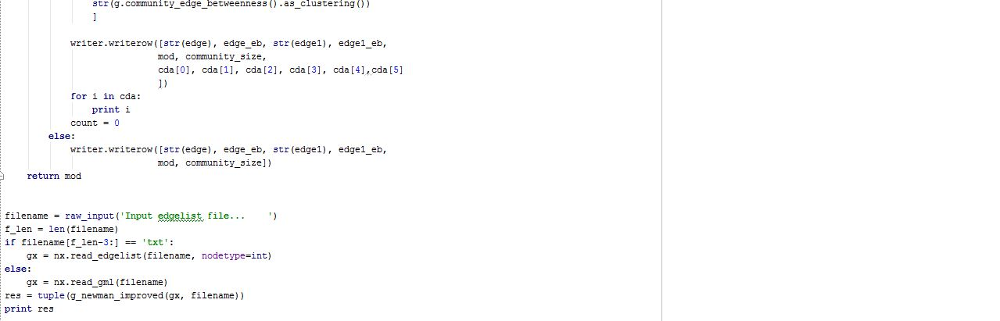 str(g.community_edge_betweenness().as_clustering())
]
writer.writerow([str(edge), edge_eb, str(edge1), edge1_eb,
mod, community_size,
cda[0], cda[1], cda[2], cda[3], cda[4],cda[5]
])
for i in cda:
print i
count = 0
else:
writer.writerow([str(edge), edge_eb, str(edge1), edge1_eb,
mod, community_size])
return mod
filename = raw_input('Input edgelist file...    ')
f_len = len(filename)
if filename[f_len-3:] == 'txt':
gx = nx.read_edgelist(filename, nodetype=int)
else:
gx = nx.read_gml(filename)
res = tuple(g_newman_improved(gx, filename))
print res